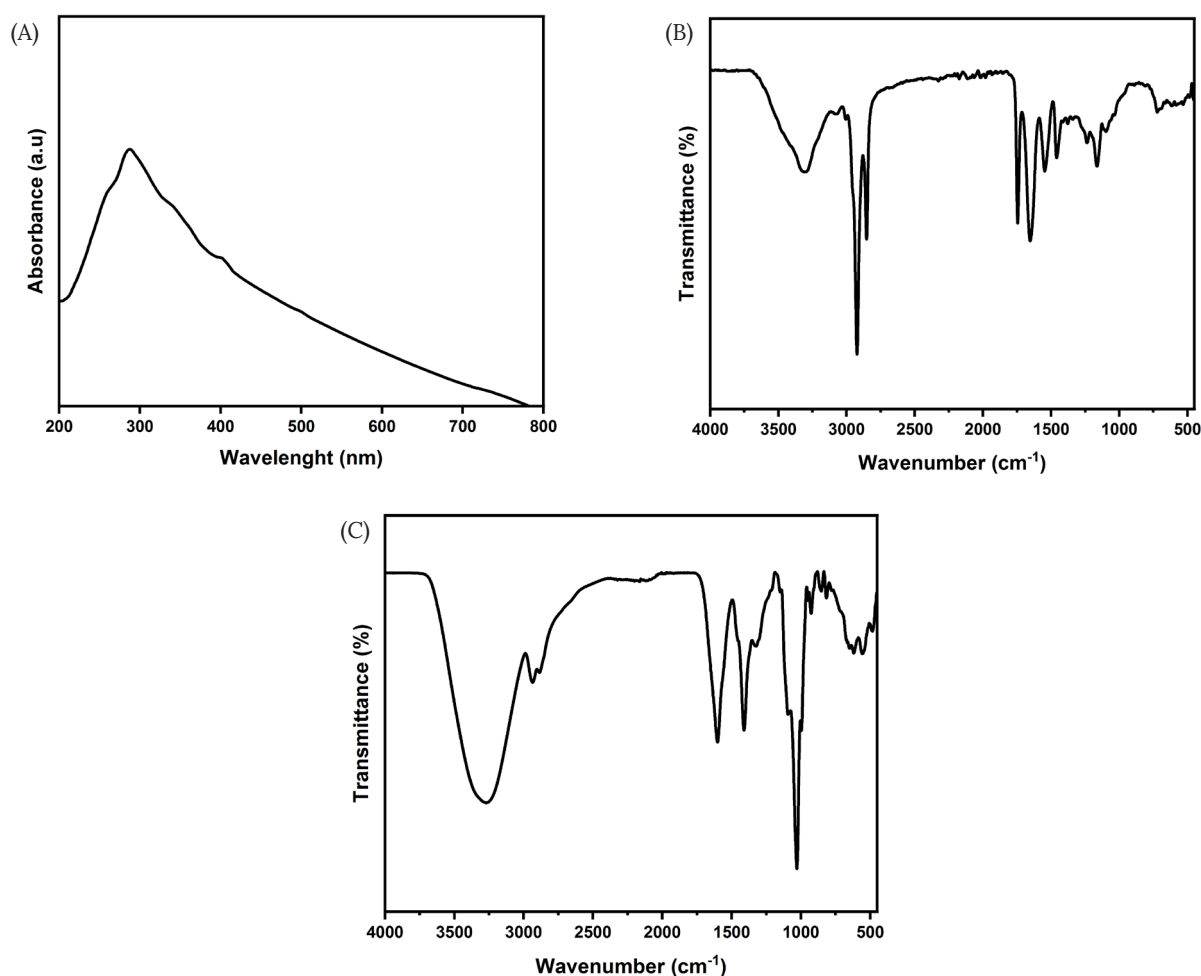 (A)
Absorbance (a.u)
200 300 400 500 600 700 800
Wavelenght (nm)
(B)
Transmittance (%)
4000 3500 3000 2500 2000 1500 1000 500
Wavenumber (cm⁻¹)
(C)
Transmittance (%)
4000 3500 3000 2500 2000 1500 1000 500
Wavenumber (cm⁻¹)